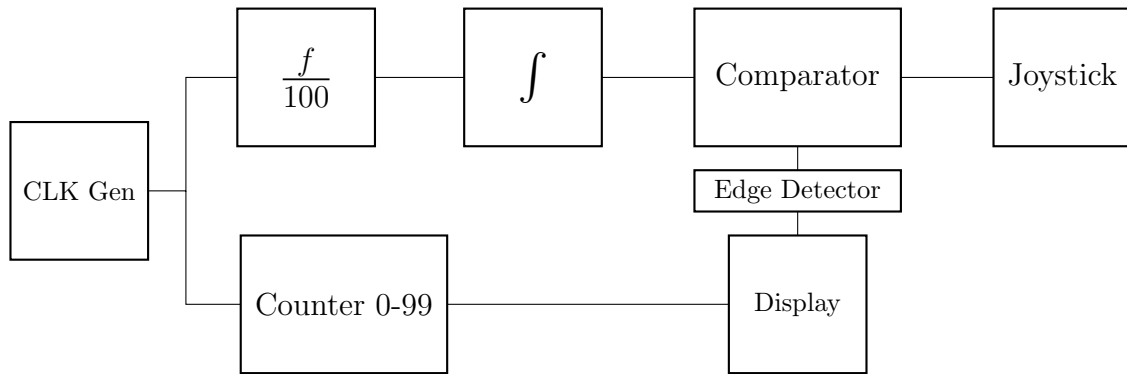 f
100
∫
Comparator
Joystick
CLK Gen
Edge Detector
Counter 0-99
Display